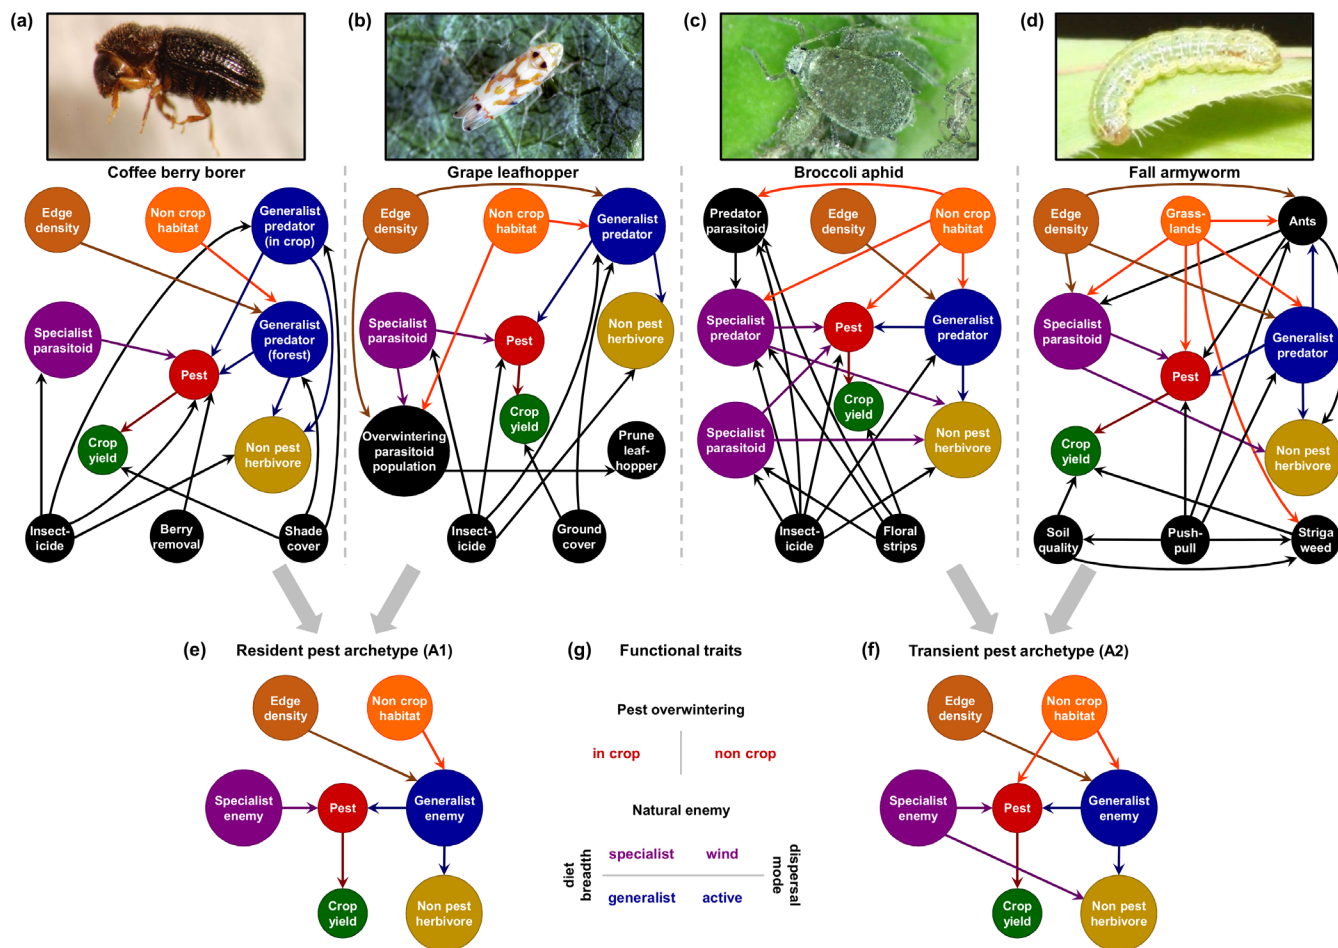 (a)
(b)
(c)
(d)
Coffee berry borer
Grape leafhopper
Broccoli aphid
Fall armyworm
Edge
density
Non crop
habitat
Generalist
predator
(in crop)
Specialist
parasitoid
Generalist
predator
(forest)
Pest
Crop
yield
Non pest
herbivore
Insect-
icide
Berry
removal
Shade
cover
Edge
density
Non crop
habitat
Generalist
predator
Specialist
parasitoid
Pest
Non pest
herbivore
Crop
yield
Overwintering
parasitoid
population
Prune
leaf-
hopper
Insect-
icide
Ground
cover
Predator
parasitoid
Edge
density
Non crop
habitat
Specialist
predator
Pest
Generalist
predator
Crop
yield
Specialist
parasitoid
Non pest
herbivore
Insect-
icide
Floral
strips
Edge
density
Grass-
lands
Ants
Specialist
parasitoid
Generalist
predator
Pest
Crop
yield
Non pest
herbivore
Soil
quality
Push-
pull
Striga
weed
(e)
Resident pest archetype (A1)
Edge
density
Non crop
habitat
Specialist
enemy
Pest
Generalist
enemy
Crop
yield
Non pest
herbivore
(g)
Functional traits
Pest overwintering
in crop
non crop
Natural enemy
diet
breadth
specialist
wind
generalist
active
dispersal
mode
(f)
Transient pest archetype (A2)
Edge
density
Non crop
habitat
Specialist
enemy
Pest
Generalist
enemy
Crop
yield
Non pest
herbivore